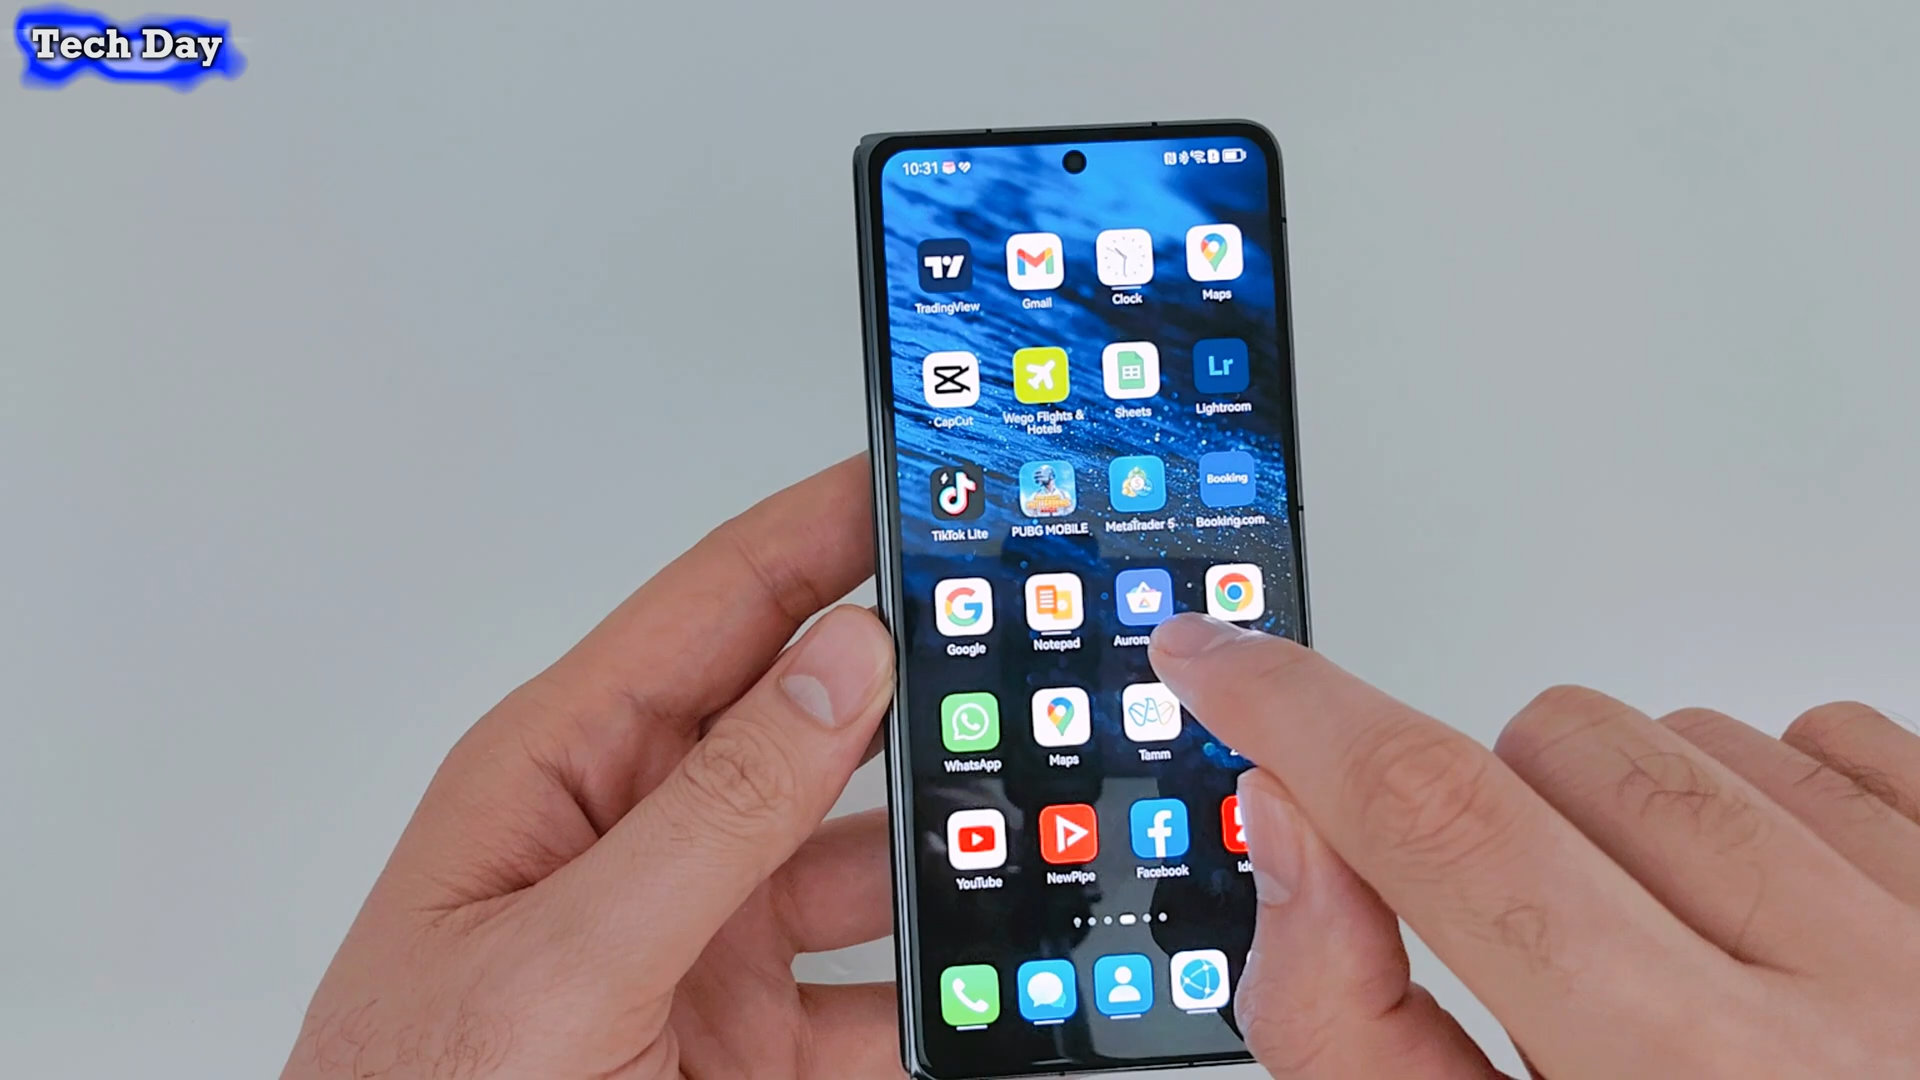 Tech Day
10:31
TradingView
Gmail
Clock
Maps
CapCut
Wego Flights &
Hotels
Sheets
Lr
Lightroom
TikTok Lite
PUBG MOBILE
MetaTrader 5
Booking
Booking.com
Google
Notepad
Aurora
WhatsApp
Maps
Tamm
YouTube
NewPipe
Facebook